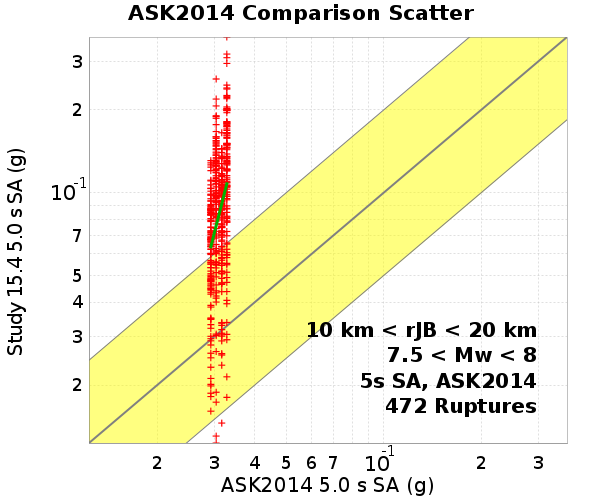 ASK2014 Comparison Scatter
Study 15.4 5.0 s SA (g)
3
2
10-1
7
5
4
3
2
10 km < rJB < 20 km
7.5 < Mw < 8
5s SA, ASK2014
472 Ruptures
2 3 4 5 6 7 10-1 2 3
ASK2014 5.0 s SA (g)